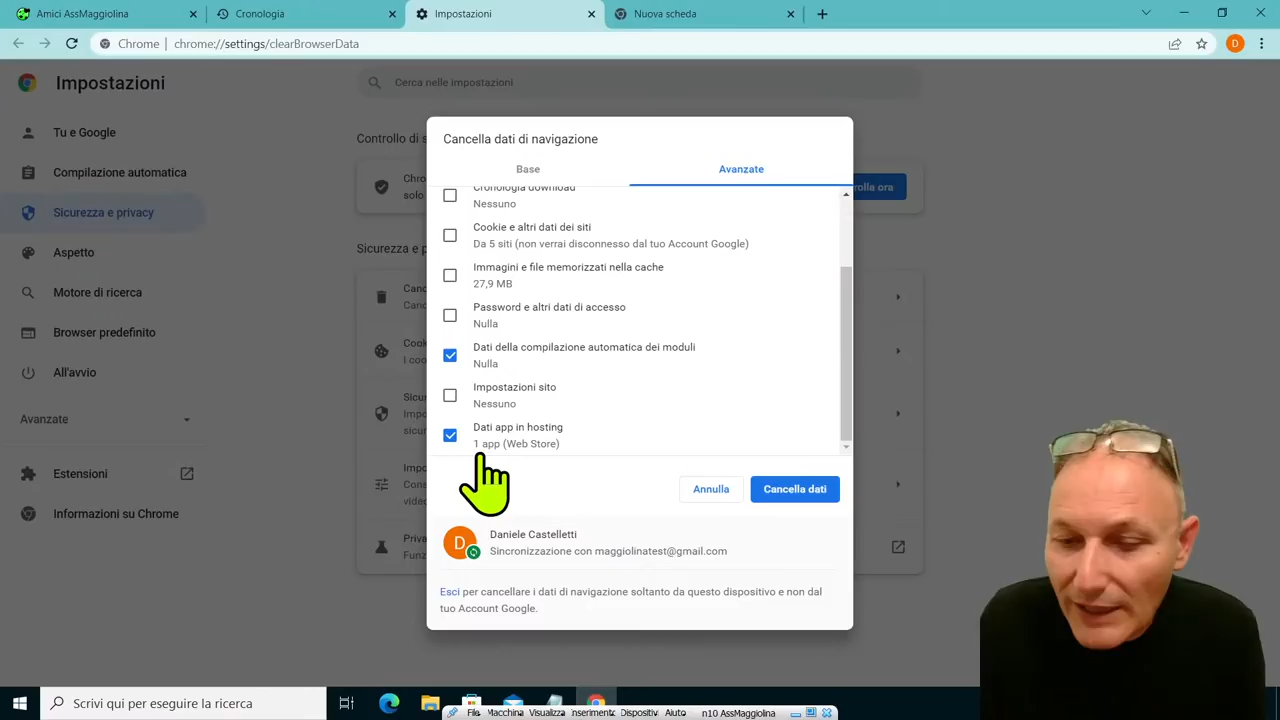 Amici AssMaggiolina
Cronologia
Impostazioni
Nuova scheda
Chrome
chrome://settings/clearBrowserData
Impostazioni
Cerca nelle impostazioni
Tu e Google
Compilazione automatica
Sicurezza e privacy
Aspetto
Motore di ricerca
Browser predefinito
All'avvio
Avanzate
Estensioni
Informazioni su Chrome
Controllo di s
Chro
solo
rolla ora
Sicurezza e p
Canc
Canc
Cook
I coo
Sicur
Impo
sicur
Impo
Cons
video
Priva
Funz
Cancella dati di navigazione
Base
Avanzate
Cronologia download
Nessuno
Cookie e altri dati dei siti
Da 5 siti (non verrai disconnesso dal tuo Account Google)
Immagini e file memorizzati nella cache
27,9 MB
Password e altri dati di accesso
Nulla
Dati della compilazione automatica dei moduli
Nulla
Impostazioni sito
Nessuno
Dati app in hosting
1 app (Web Store)
Annulla
Cancella dati
D
Daniele Castelletti
Sincronizzazione con maggiolinatest@gmail.com
Esci per cancellare i dati di navigazione soltanto da questo dispositivo e non dal
tuo Account Google.
D
Scrivi qui per eseguire la ricerca
File Macchina Visualizza Inserimento Dispositivi Aiuto
n10 AssMaggiolina